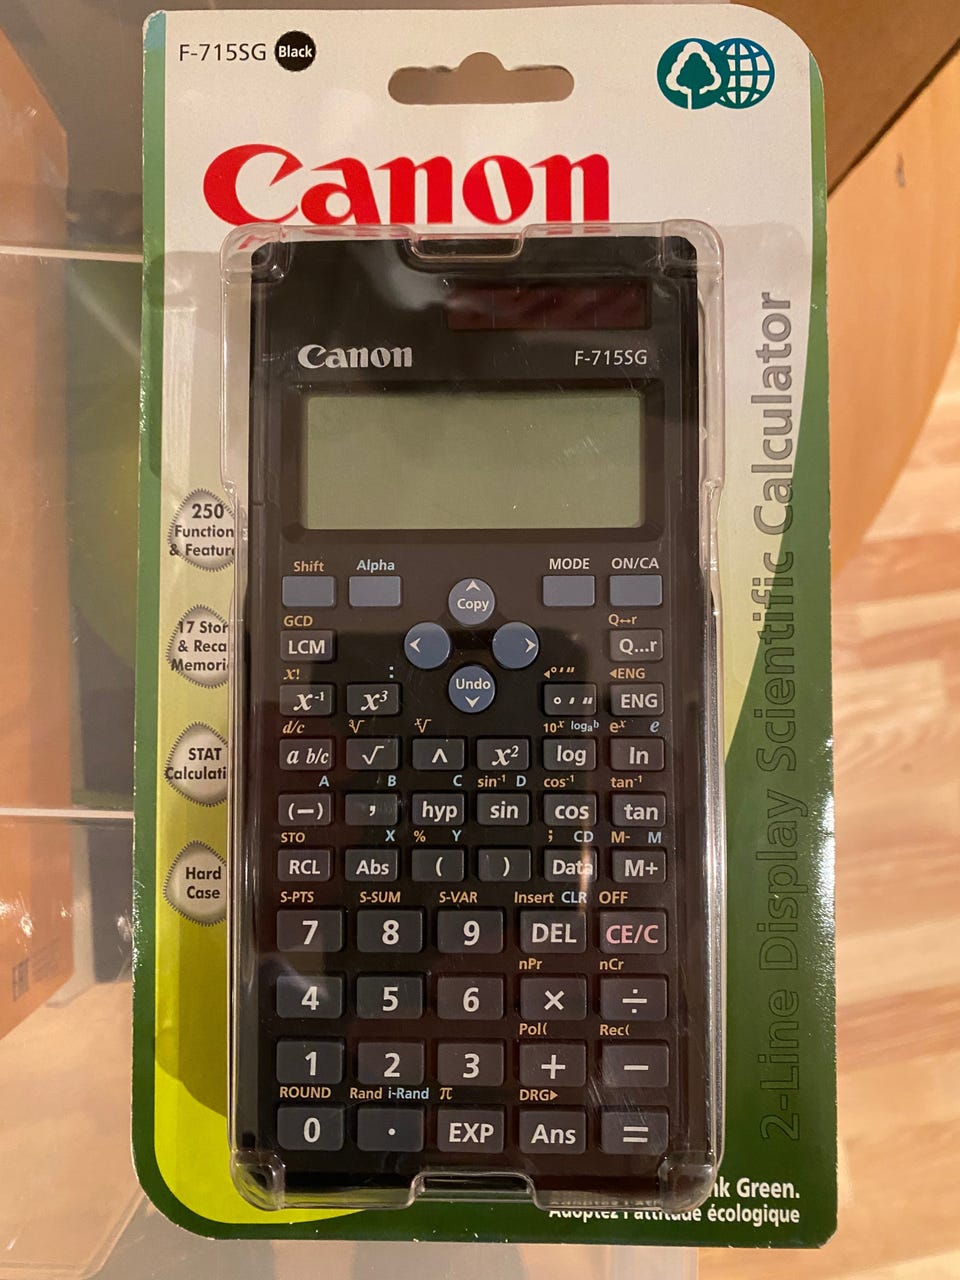 F-715SG Black
Canon
Canon F-715SG
250
Function
& Featur
17 Stor
& Reca
Memori
STAT
Calculati
Hard
Case
2-Line Display Scientific Calculator
Shift Alpha MODE ON/CA
Copy
GCD Q↔r
LCM Q...r
Undo
x! : ◂° ′ ″ ◂ENG
x⁻¹ x³ ° ′ ″ ENG
d/c ³√ ˣ√ 10ˣ logₐb eˣ e
a b/c √ ∧ x² log ln
A B C sin⁻¹ D cos⁻¹ tan⁻¹
(−) ❜ hyp sin cos tan
STO X % Y ; CD M- M
RCL Abs ( ) Data M+
S-PTS S-SUM S-VAR Insert CLR OFF
7 8 9 DEL CE/C
nPr nCr
4 5 6 × ÷
Pol( Rec(
1 2 3 + −
ROUND Rand i-Rand π DRG▸
0 . EXP Ans =
nk Green.
Adoptez l'attitude écologique